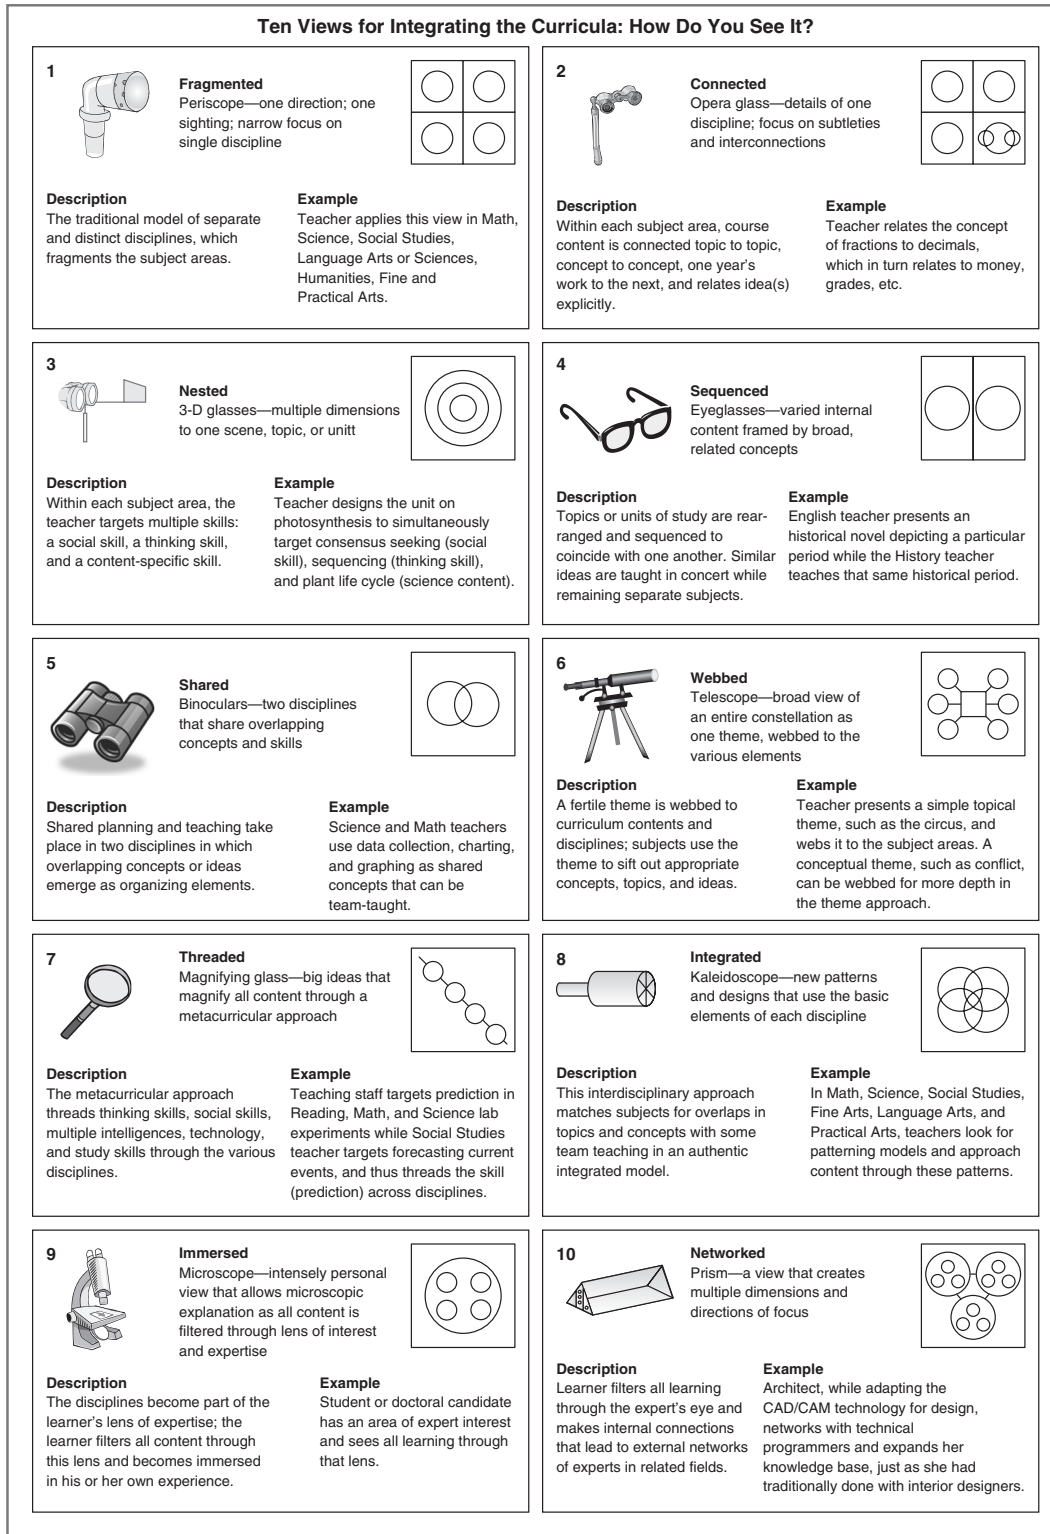 Ten Views for Integrating the Curricula: How Do You See It?
1
Fragmented
Periscope—one direction; one
sighting; narrow focus on
single discipline
Description
The traditional model of separate
and distinct disciplines, which
fragments the subject areas.
Example
Teacher applies this view in Math,
Science, Social Studies,
Language Arts or Sciences,
Humanities, Fine and
Practical Arts.
2
Connected
Opera glass—details of one
discipline; focus on subtleties
and interconnections
Description
Within each subject area, course
content is connected topic to topic,
concept to concept, one year's
work to the next, and relates idea(s)
explicitly.
Example
Teacher relates the concept
of fractions to decimals,
which in turn relates to money,
grades, etc.
3
Nested
3-D glasses—multiple dimensions
to one scene, topic, or unitt
Description
Within each subject area, the
teacher targets multiple skills:
a social skill, a thinking skill,
and a content-specific skill.
Example
Teacher designs the unit on
photosynthesis to simultaneously
target consensus seeking (social
skill), sequencing (thinking skill),
and plant life cycle (science content).
4
Sequenced
Eyeglasses—varied internal
content framed by broad,
related concepts
Description
Topics or units of study are rear-
ranged and sequenced to
coincide with one another. Similar
ideas are taught in concert while
remaining separate subjects.
Example
English teacher presents an
historical novel depicting a particular
period while the History teacher
teaches that same historical period.
5
Shared
Binoculars—two disciplines
that share overlapping
concepts and skills
Description
Shared planning and teaching take
place in two disciplines in which
overlapping concepts or ideas
emerge as organizing elements.
Example
Science and Math teachers
use data collection, charting,
and graphing as shared
concepts that can be
team-taught.
6
Webbed
Telescope—broad view of
an entire constellation as
one theme, webbed to the
various elements
Description
A fertile theme is webbed to
curriculum contents and
disciplines; subjects use the
theme to sift out appropriate
concepts, topics, and ideas.
Example
Teacher presents a simple topical
theme, such as the circus, and
webs it to the subject areas. A
conceptual theme, such as conflict,
can be webbed for more depth in
the theme approach.
7
Threaded
Magnifying glass—big ideas that
magnify all content through a
metacurricular approach
Description
The metacurricular approach
threads thinking skills, social skills,
multiple intelligences, technology,
and study skills through the various
disciplines.
Example
Teaching staff targets prediction in
Reading, Math, and Science lab
experiments while Social Studies
teacher targets forecasting current
events, and thus threads the skill
(prediction) across disciplines.
8
Integrated
Kaleidoscope—new patterns
and designs that use the basic
elements of each discipline
Description
This interdisciplinary approach
matches subjects for overlaps in
topics and concepts with some
team teaching in an authentic
integrated model.
Example
In Math, Science, Social Studies,
Fine Arts, Language Arts, and
Practical Arts, teachers look for
patterning models and approach
content through these patterns.
9
Immersed
Microscope—intensely personal
view that allows microscopic
explanation as all content is
filtered through lens of interest
and expertise
Description
The disciplines become part of the
learner's lens of expertise; the
learner filters all content through
this lens and becomes immersed
in his or her own experience.
Example
Student or doctoral candidate
has an area of expert interest
and sees all learning through
that lens.
10
Networked
Prism—a view that creates
multiple dimensions and
directions of focus
Description
Learner filters all learning
through the expert's eye and
makes internal connections
that lead to external networks
of experts in related fields.
Example
Architect, while adapting the
CAD/CAM technology for design,
networks with technical
programmers and expands her
knowledge base, just as she had
traditionally done with interior designers.